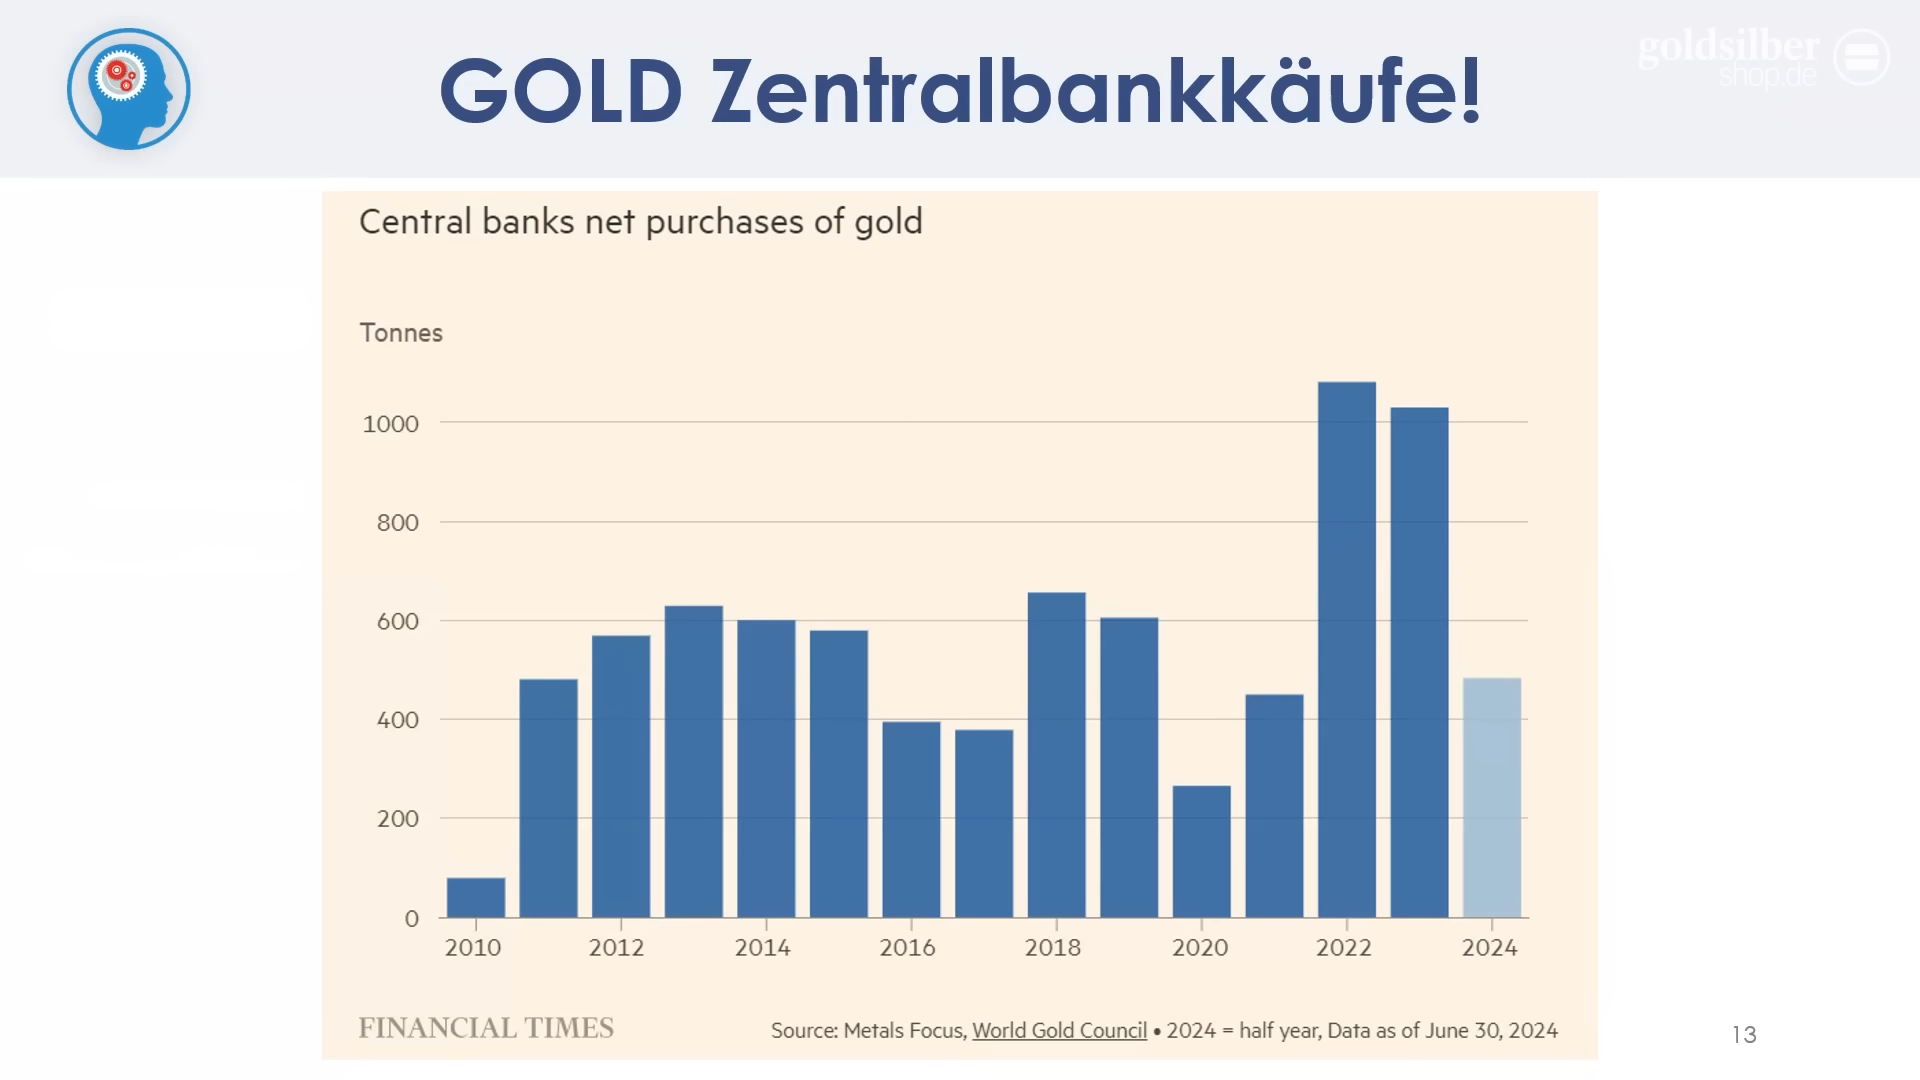 GOLD Zentralbankkäufe!
goldsilber
shop.de
Central banks net purchases of gold
Tonnes
1000
800
600
400
200
0
2010 2012 2014 2016 2018 2020 2022 2024
FINANCIAL TIMES
Source: Metals Focus, World Gold Council • 2024 = half year, Data as of June 30, 2024
13